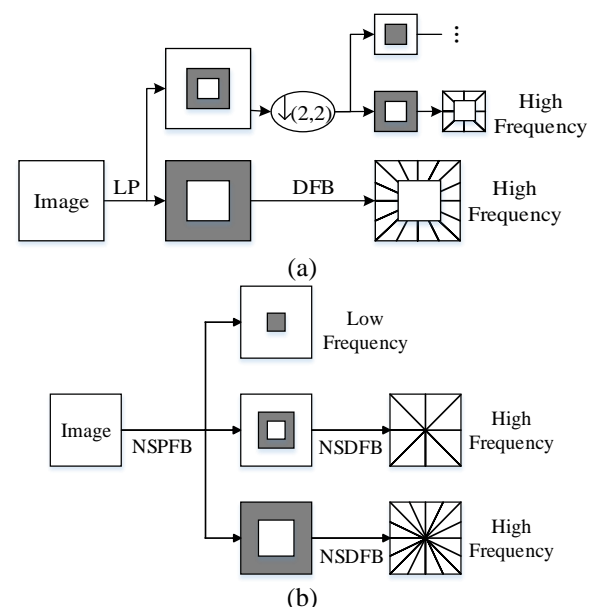 ⋮
↓(2,2)
High
Frequency
Image
LP
DFB
High
Frequency
(a)
Low
Frequency
Image
NSPFB
NSDFB
High
Frequency
NSDFB
High
Frequency
(b)